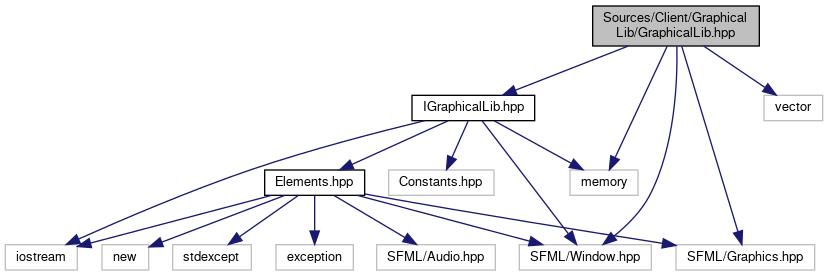 Sources/Client/Graphical
Lib/GraphicalLib.hpp
IGraphicalLib.hpp
vector
Elements.hpp
Constants.hpp
memory
iostream
new
stdexcept
exception
SFML/Audio.hpp
SFML/Window.hpp
SFML/Graphics.hpp